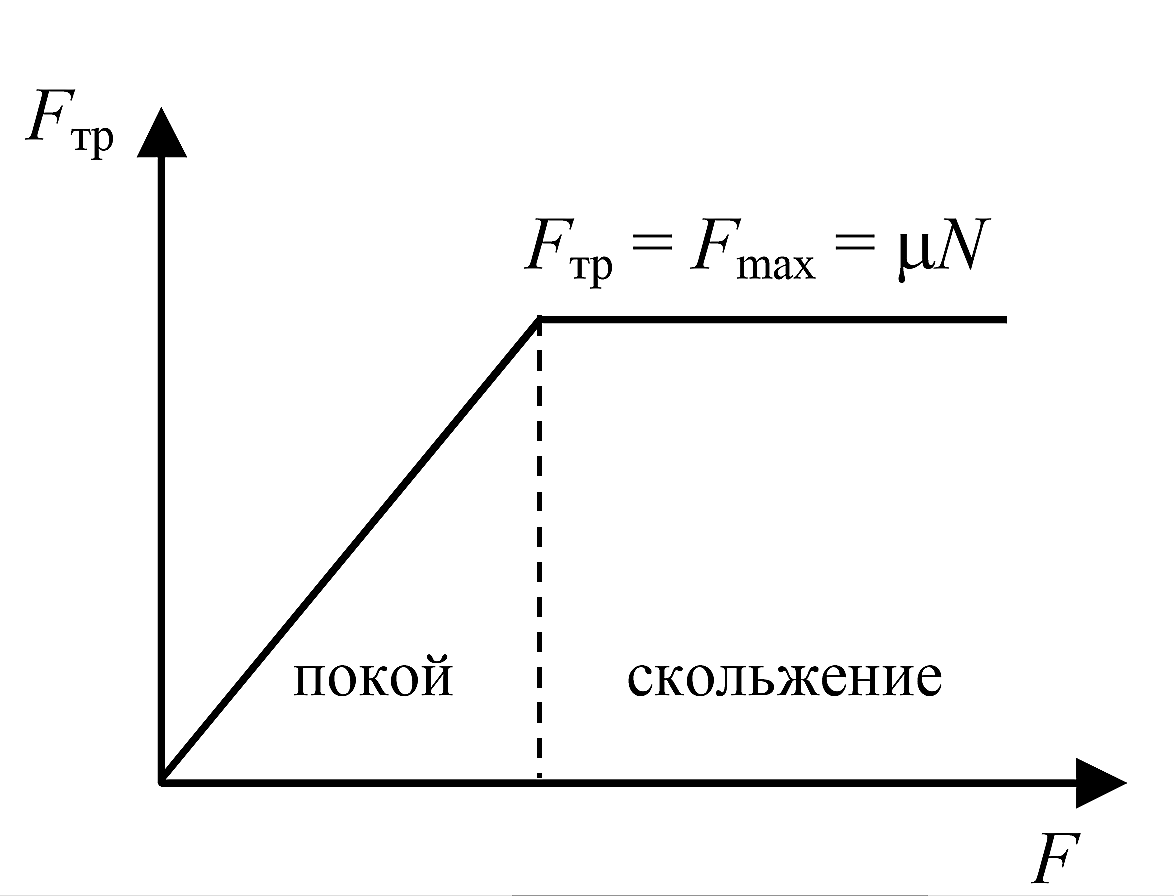 Fтр
Fтр = Fmax = μN
покой
скольжение
F